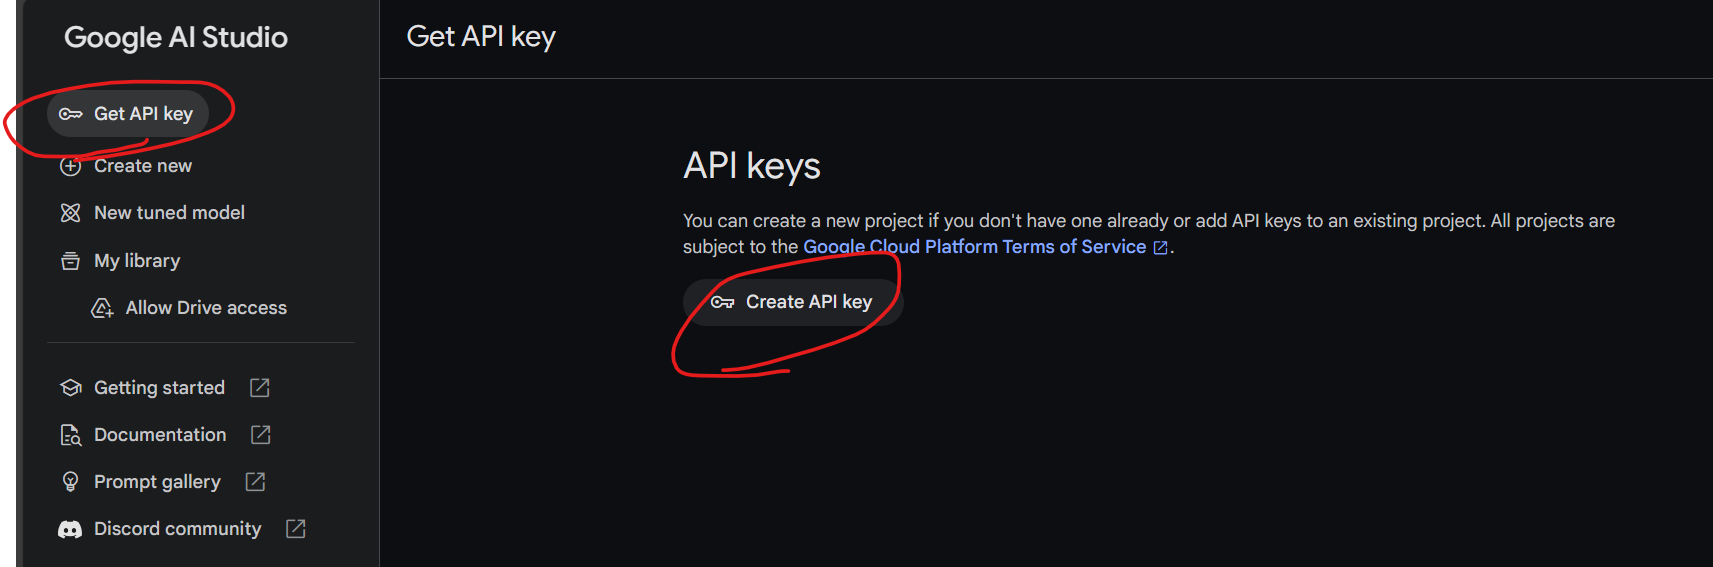 Google AI Studio
Get API key
Create new
New tuned model
My library
Allow Drive access
Getting started
Documentation
Prompt gallery
Discord community
Get API key
API keys
You can create a new project if you don't have one already or add API keys to an existing project. All projects are
subject to the Google Cloud Platform Terms of Service.
Create API key